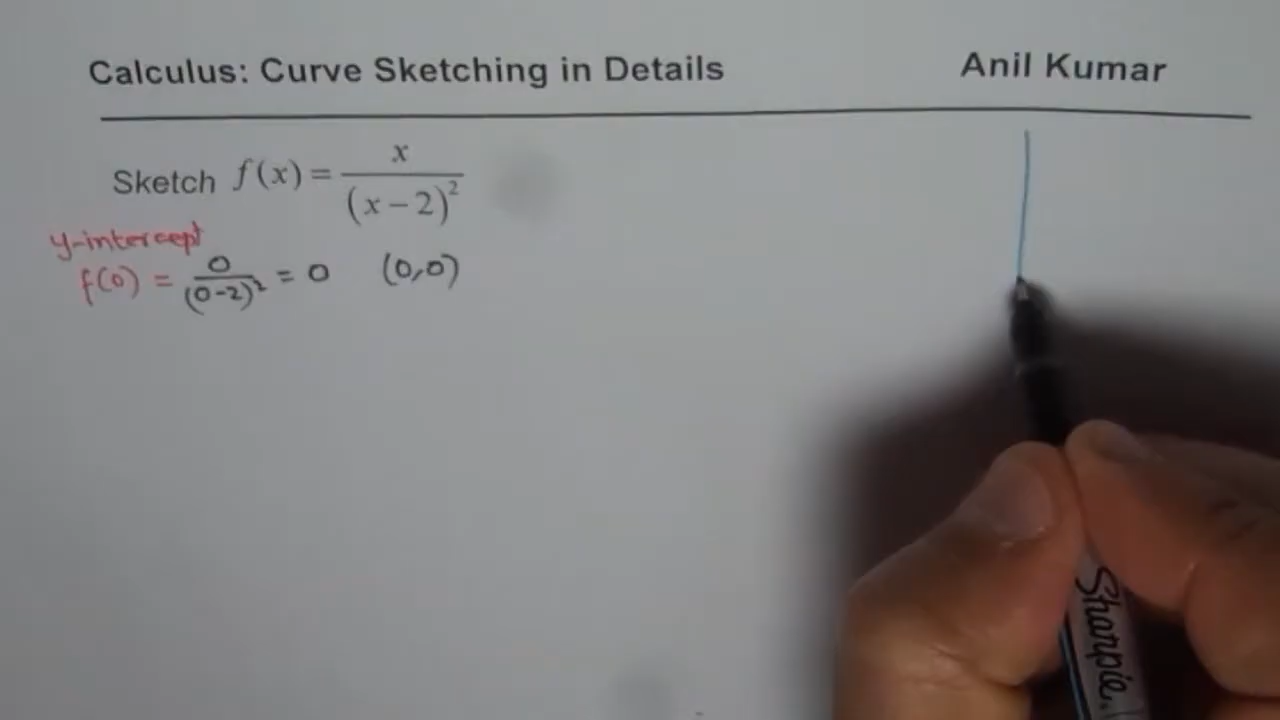 Calculus: Curve Sketching in Details Anil Kumar
Sketch f(x) = x/(x-2)²
y-intercept
f(0) = 0/(0-2)² = 0 (0,0)
Sharpie.